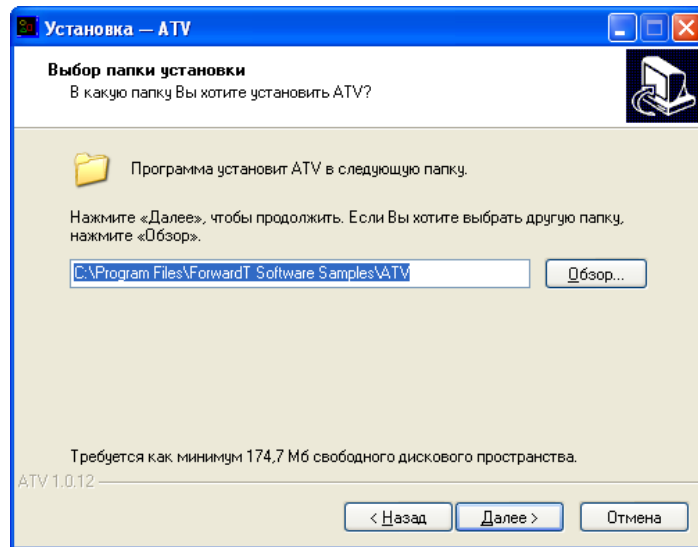 Установка — ATV
Выбор папки установки
В какую папку Вы хотите установить ATV?
Программа установит ATV в следующую папку.
Нажмите «Далее», чтобы продолжить. Если Вы хотите выбрать другую папку,
нажмите «Обзор».
C:\Program Files\ForwardT Software Samples\ATV
Обзор...
Требуется как минимум 174,7 Мб свободного дискового пространства.
ATV 1.0.12
< Назад
Далее >
Отмена